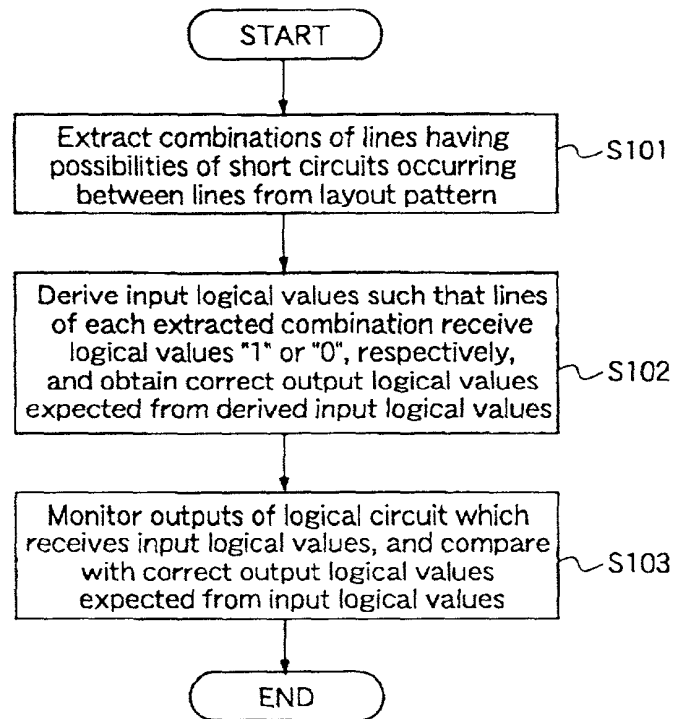 START
Extract combinations of lines having
possibilities of short circuits occurring
between lines from layout pattern
S101
Derive input logical values such that lines
of each extracted combination receive
logical values "1" or "0", respectively,
and obtain correct output logical values
expected from derived input logical values
S102
Monitor outputs of logical circuit which
receives input logical values, and compare
with correct output logical values
expected from input logical values
S103
END